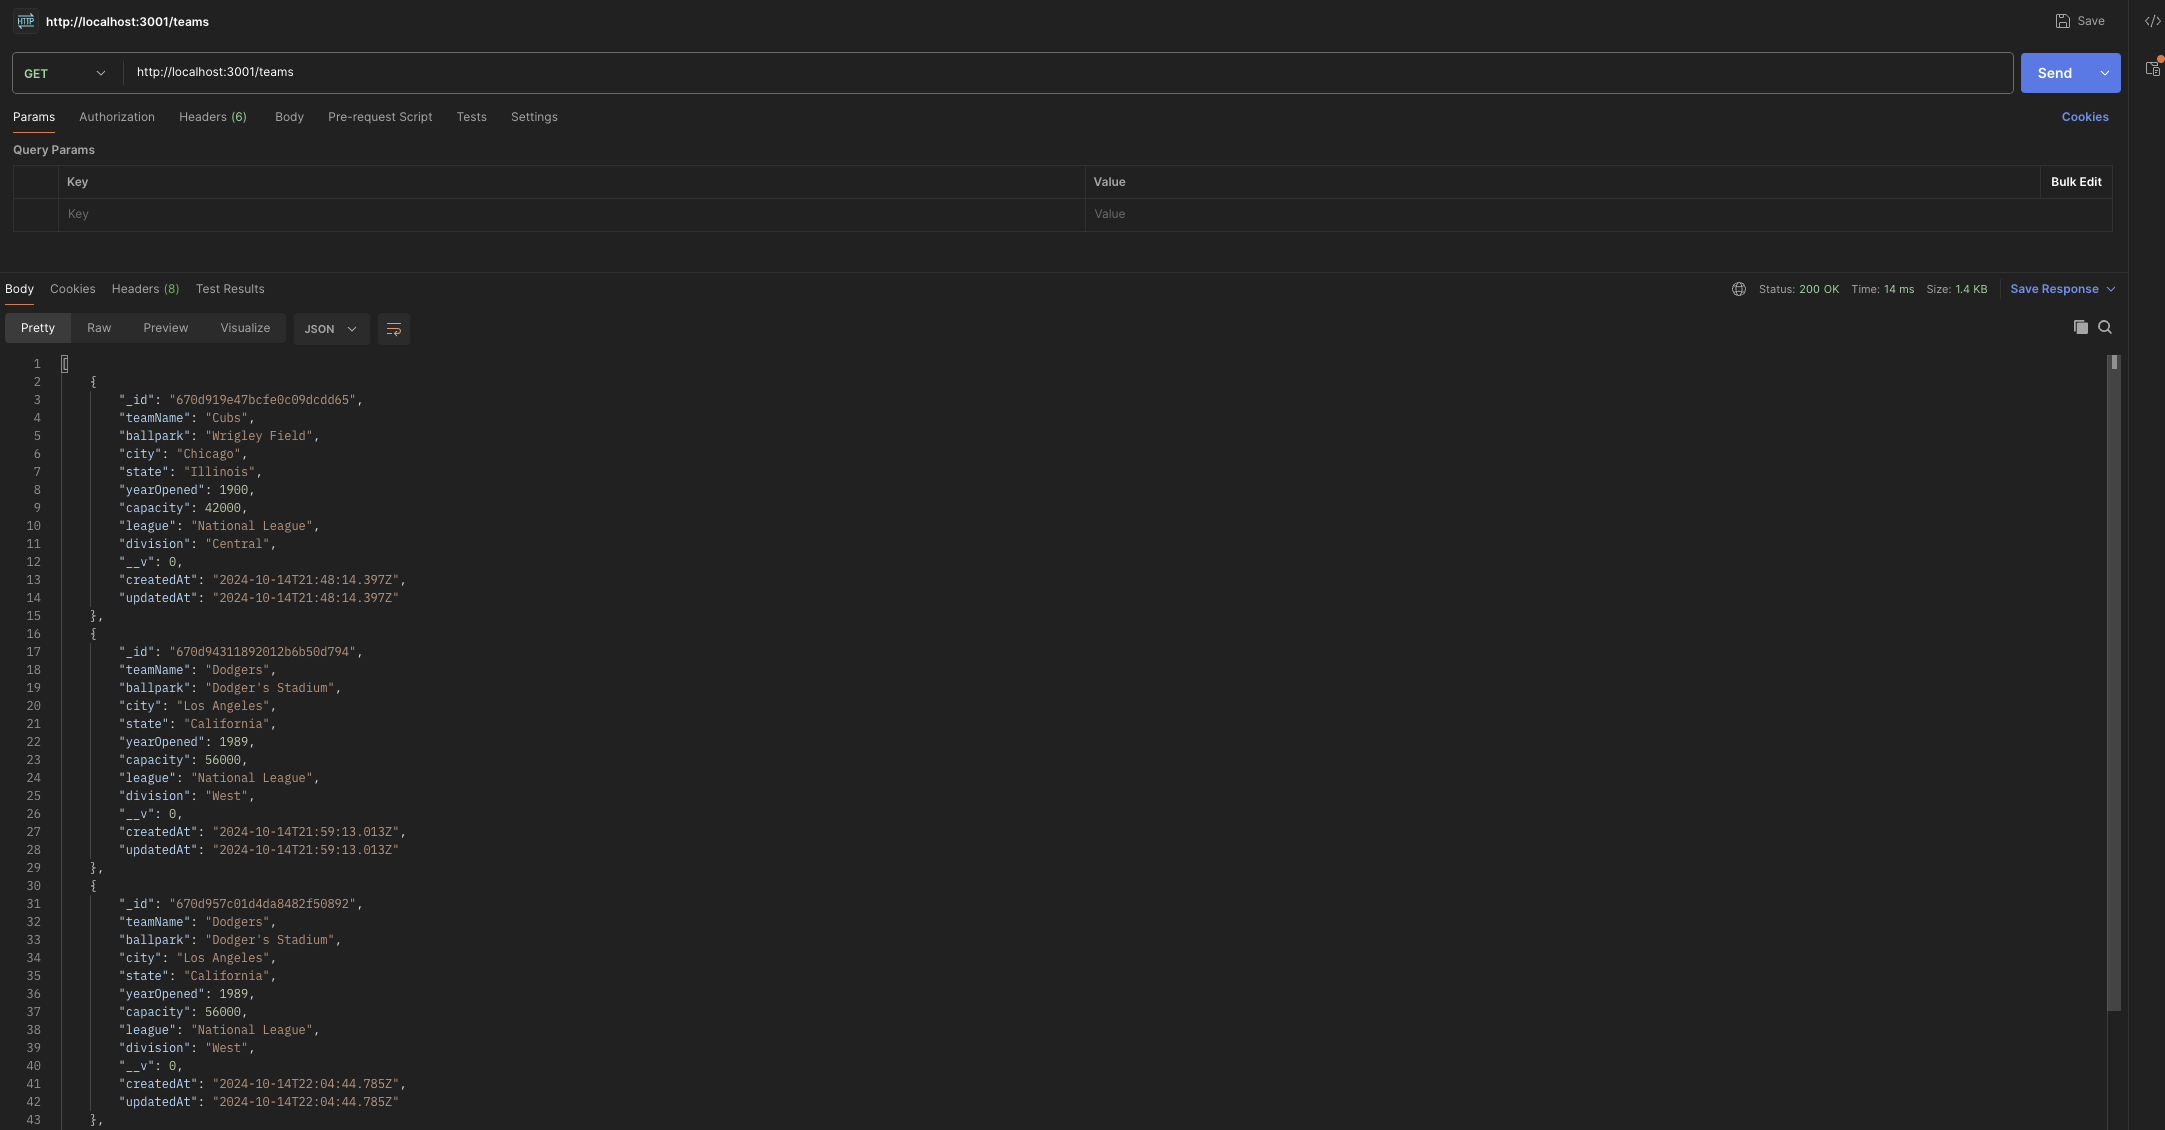 HTTP http://localhost:3001/teams
Save
GET http://localhost:3001/teams
Send
Params Authorization Headers (6) Body Pre-request Script Tests Settings
Cookies
Query Params
Key Value Bulk Edit
Key Value
Body Cookies Headers (8) Test Results
Status: 200 OK Time: 14 ms Size: 1.4 KB Save Response
Pretty Raw Preview Visualize JSON
1 [
2 {
3 "_id": "670d919e47bcfe0c09dcdd65",
4 "teamName": "Cubs",
5 "ballpark": "Wrigley Field",
6 "city": "Chicago",
7 "state": "Illinois",
8 "yearOpened": 1900,
9 "capacity": 42000,
10 "league": "National League",
11 "division": "Central",
12 "__v": 0,
13 "createdAt": "2024-10-14T21:48:14.397Z",
14 "updatedAt": "2024-10-14T21:48:14.397Z"
15 },
16 {
17 "_id": "670d94311892012b6b50d794",
18 "teamName": "Dodgers",
19 "ballpark": "Dodger's Stadium",
20 "city": "Los Angeles",
21 "state": "California",
22 "yearOpened": 1989,
23 "capacity": 56000,
24 "league": "National League",
25 "division": "West",
26 "__v": 0,
27 "createdAt": "2024-10-14T21:59:13.013Z",
28 "updatedAt": "2024-10-14T21:59:13.013Z"
29 },
30 {
31 "_id": "670d957c01d4da8482f50892",
32 "teamName": "Dodgers",
33 "ballpark": "Dodger's Stadium",
34 "city": "Los Angeles",
35 "state": "California",
36 "yearOpened": 1989,
37 "capacity": 56000,
38 "league": "National League",
39 "division": "West",
40 "__v": 0,
41 "createdAt": "2024-10-14T22:04:44.785Z",
42 "updatedAt": "2024-10-14T22:04:44.785Z"
43 },